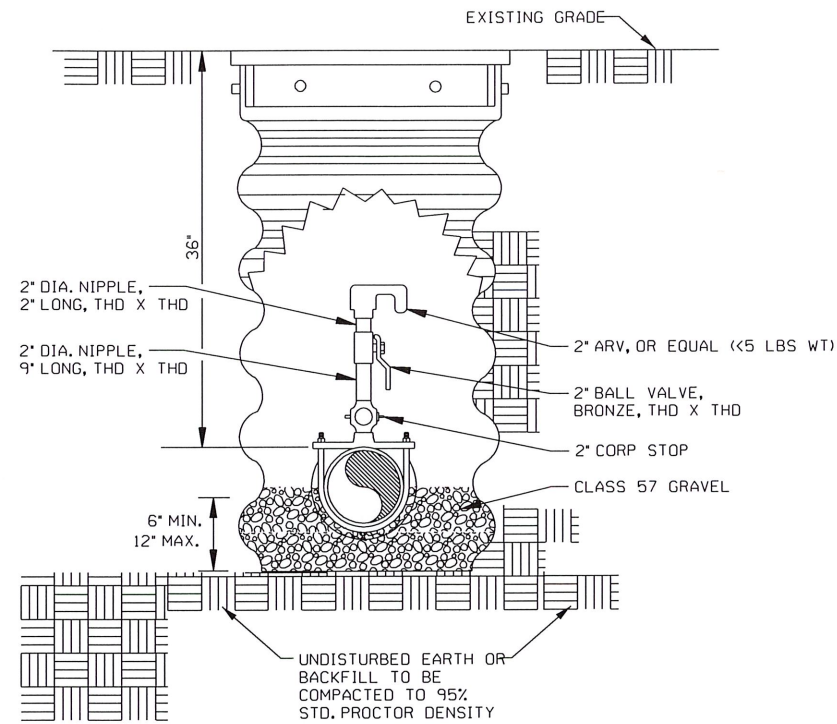 EXISTING GRADE
36"
2" DIA. NIPPLE,
2" LONG, THD X THD
2" DIA. NIPPLE,
9" LONG, THD X THD
2" ARV, OR EQUAL (<5 LBS WT)
2" BALL VALVE,
BRONZE, THD X THD
2" CORP STOP
CLASS 57 GRAVEL
6" MIN.
12" MAX.
UNDISTURBED EARTH OR
BACKFILL TO BE
COMPACTED TO 95%
STD. PROCTOR DENSITY